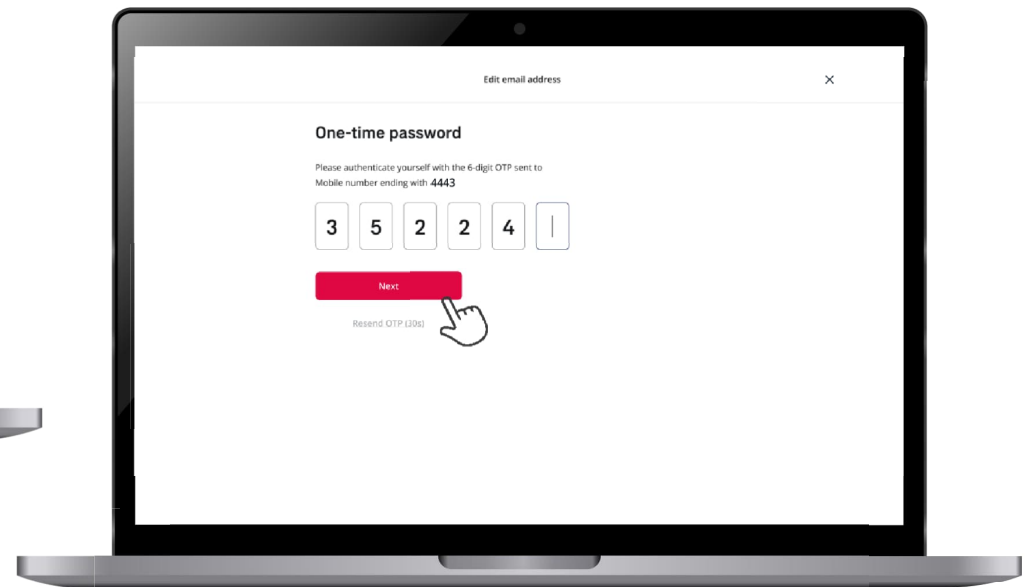 Edit email address
One-time password
Please authenticate yourself with the 6-digit OTP sent to
Mobile number ending with 4443
3 5 2 2 4
Next
Resend OTP (30s)